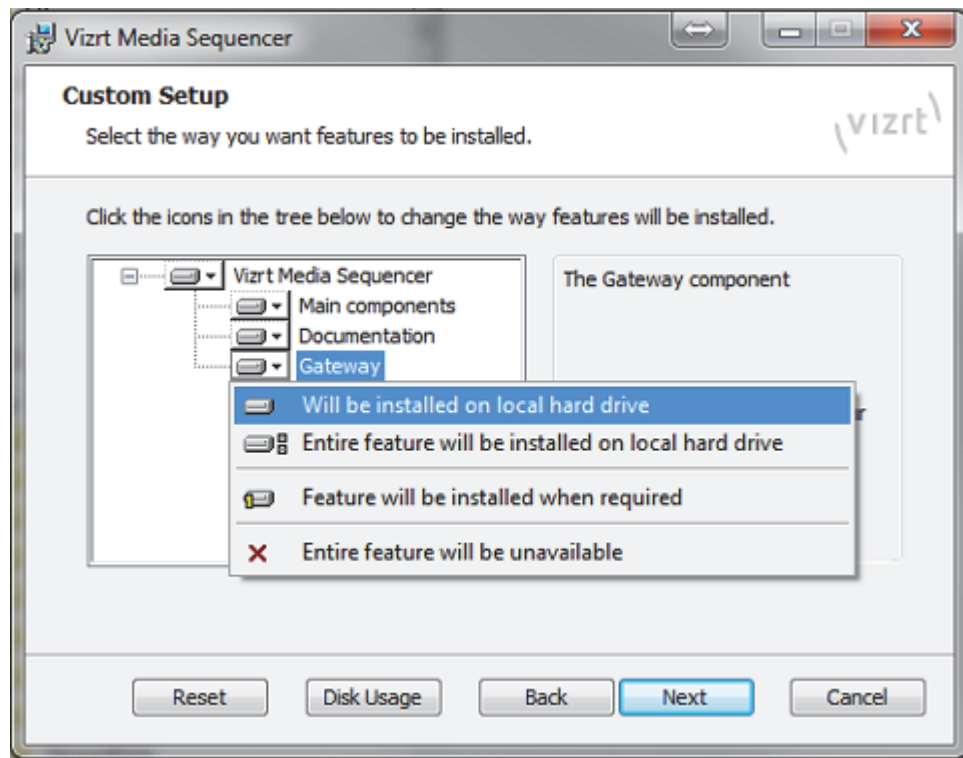 Vizrt Media Sequencer
Custom Setup
Select the way you want features to be installed.
vizrt
Click the icons in the tree below to change the way features will be installed.
Vizrt Media Sequencer
Main components
Documentation
Gateway
The Gateway component
Will be installed on local hard drive
Entire feature will be installed on local hard drive
Feature will be installed when required
Entire feature will be unavailable
Reset Disk Usage Back Next Cancel